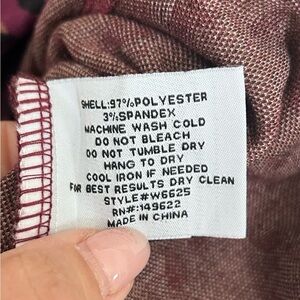 SHELL:97%POLYESTER
3%SPANDEX
MACHINE WASH COLD
DO NOT BLEACH
DO NOT TUMBLE DRY
HANG TO DRY
COOL IRON IF NEEDED
FOR BEST RESULTS DRY CLEAN
STYLE#W6625
RN#:149622
MADE IN CHINA